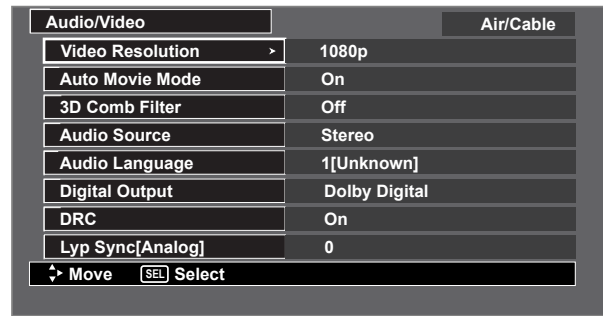 Audio/Video Air/Cable
Video Resolution > 1080p
Auto Movie Mode On
3D Comb Filter Off
Audio Source Stereo
Audio Language 1[Unknown]
Digital Output Dolby Digital
DRC On
Lyp Sync[Analog] 0
Move SEL Select